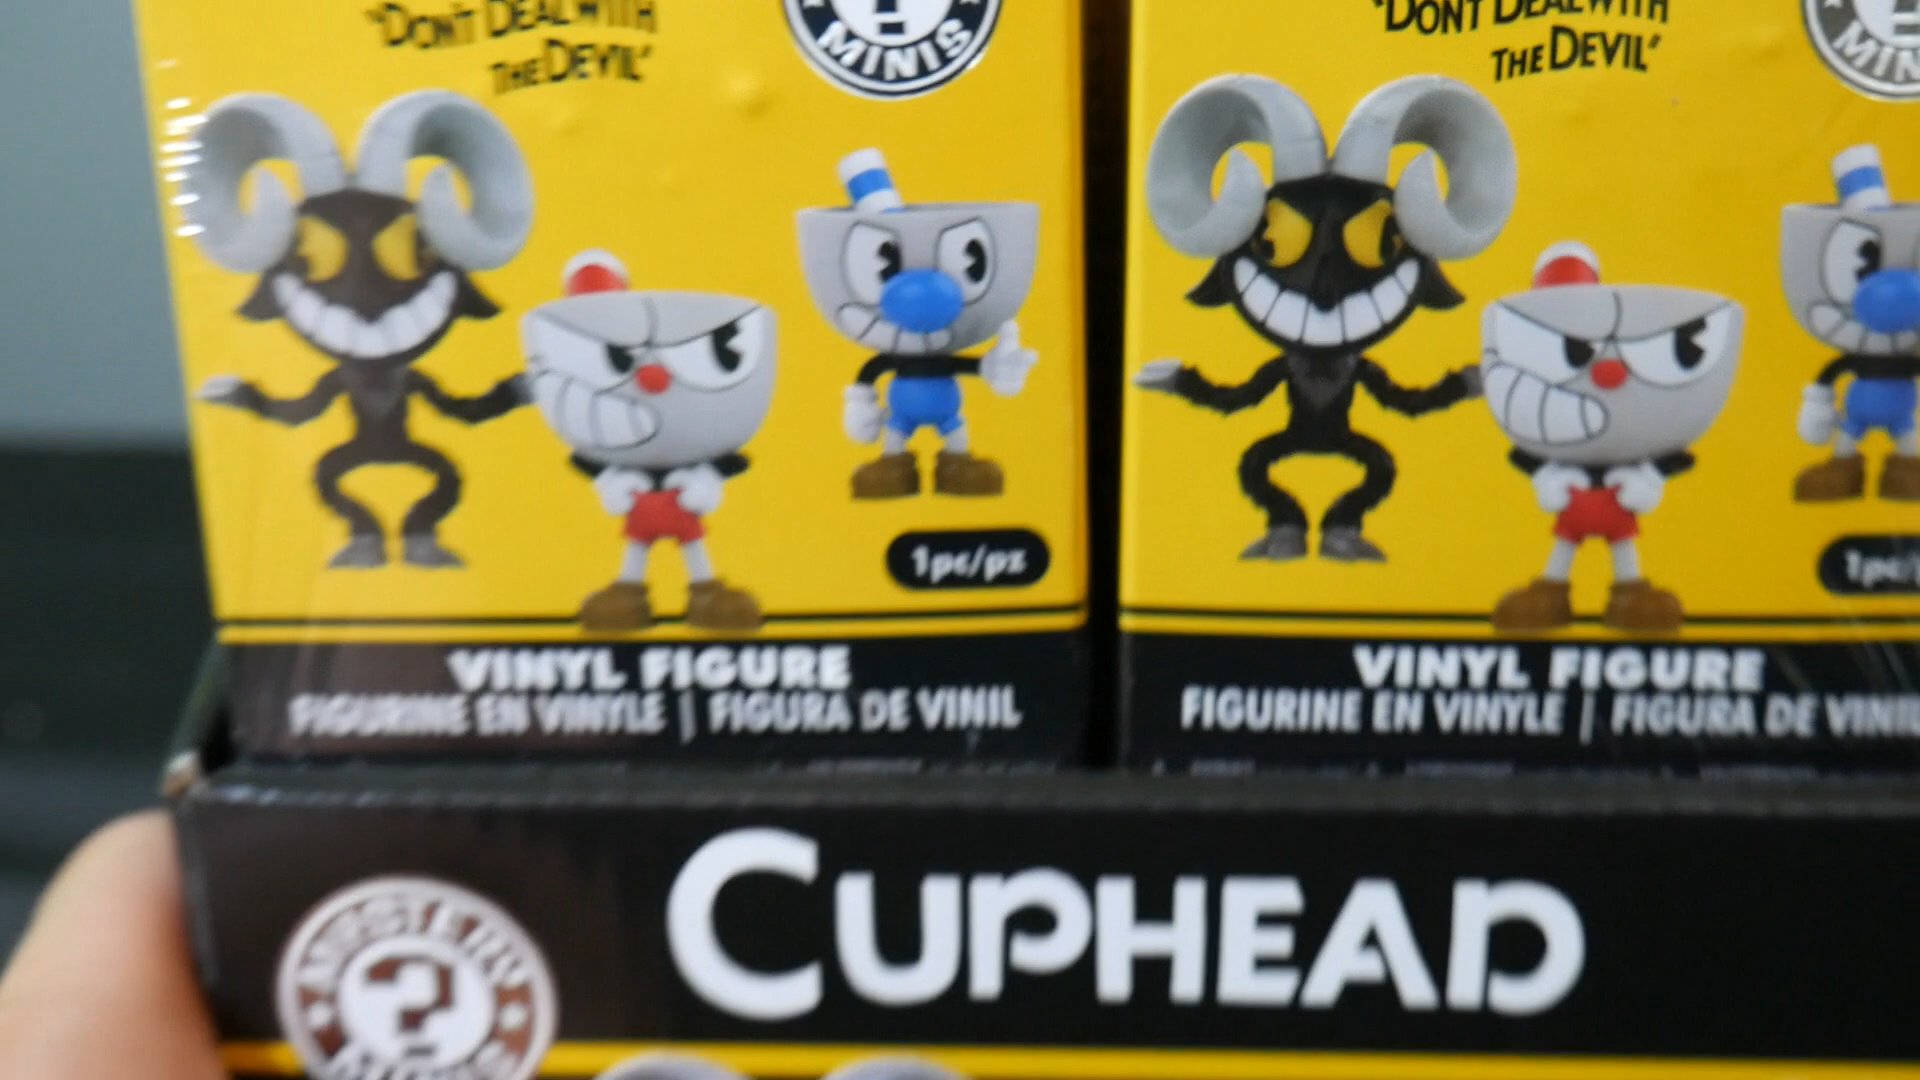 "DON'T DEAL WITH
THE DEVIL"
MINIS
1pc/pz
VINYL FIGURE
FIGURINE EN VINYLE | FIGURA DE VINIL
"DON'T DEAL WITH
THE DEVIL"
VINYL FIGURE
FIGURINE EN VINYLE | FIGURA DE
CUPHEAD
MYSTERY
MINIS